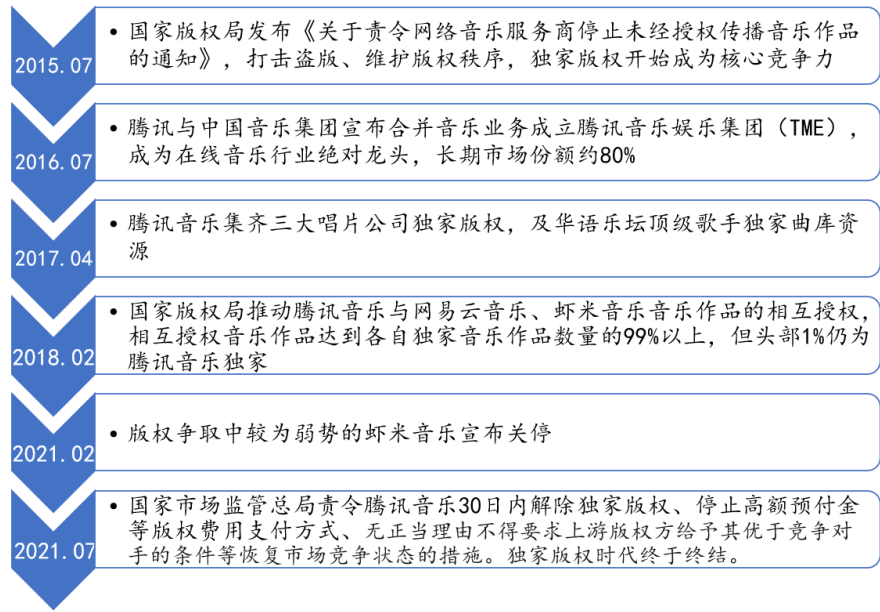 2015.07
• 国家版权局发布《关于责令网络音乐服务商停止未经授权传播音乐作品
的通知》，打击盗版、维护版权秩序，独家版权开始成为核心竞争力
2016.07
• 腾讯与中国音乐集团宣布合并音乐业务成立腾讯音乐娱乐集团（TME），
成为在线音乐行业绝对龙头，长期市场份额约80%
2017.04
• 腾讯音乐集齐三大唱片公司独家版权，及华语乐坛顶级歌手独家曲库资
源
2018.02
• 国家版权局推动腾讯音乐与网易云音乐、虾米音乐音乐作品的相互授权，
相互授权音乐作品达到各自独家音乐作品数量的99%以上，但头部1%仍为
腾讯音乐独家
2021.02
• 版权争取中较为弱势的虾米音乐宣布关停
2021.07
• 国家市场监管总局责令腾讯音乐30日内解除独家版权、停止高额预付金
等版权费用支付方式、无正当理由不得要求上游版权方给予其优于竞争对
手的条件等恢复市场竞争状态的措施。独家版权时代终于终结。